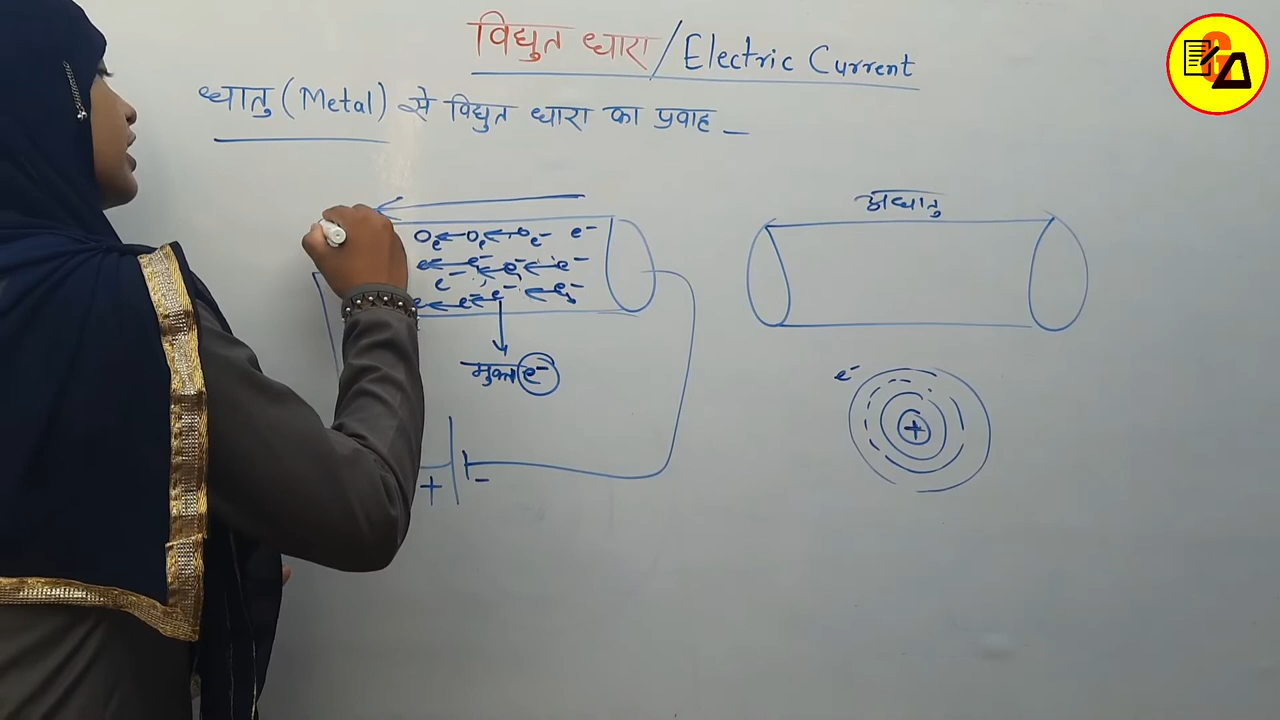 विद्युत धारा / Electric Current
धातु (Metal) से विद्युत धारा का प्रवाह _
अधातु
e⁻ e⁻
e⁻ e⁻ e⁻
e⁻ e⁻ e⁻
मुक्त e⁻
e⁻
+
+ -